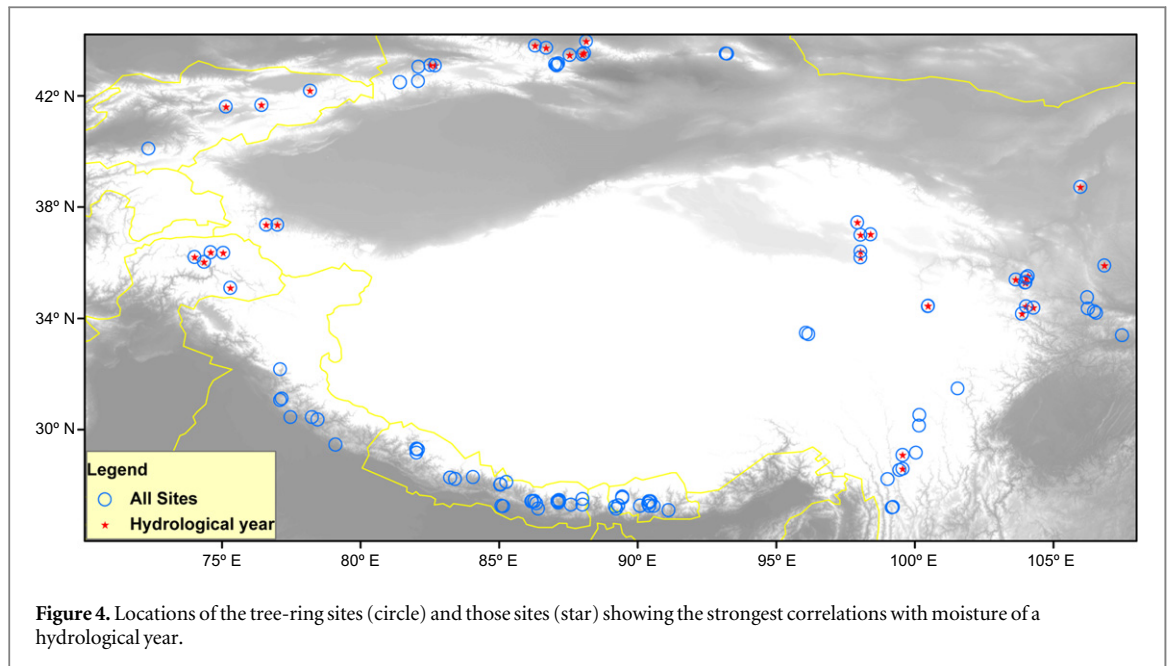 42° N
38° N
34° N
30° N
Legend
All Sites
Hydrological year
75° E
80° E
85° E
90° E
95° E
100° E
105° E
Figure 4. Locations of the tree-ring sites (circle) and those sites (star) showing the strongest correlations with moisture of a
hydrological year.